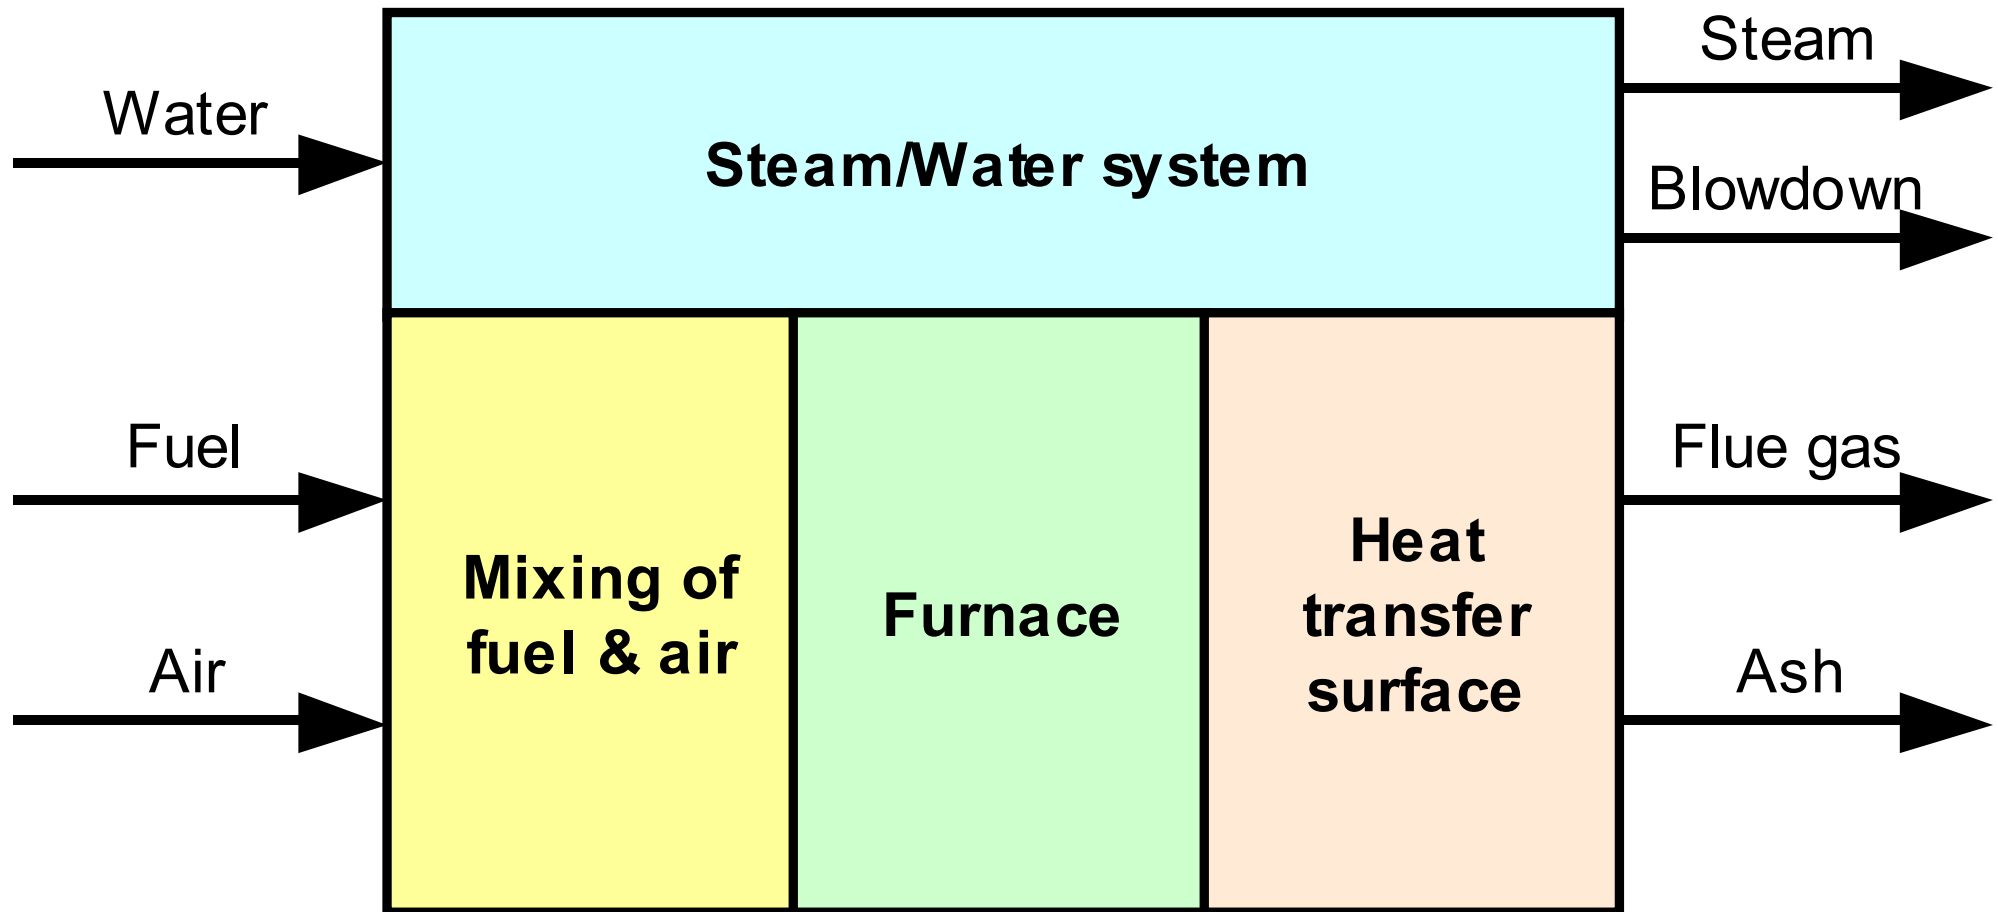 Steam
Water
Steam/Water system
Blowdown
Fuel
Flue gas
Mixing of
fuel & air
Furnace
Heat
transfer
surface
Air
Ash